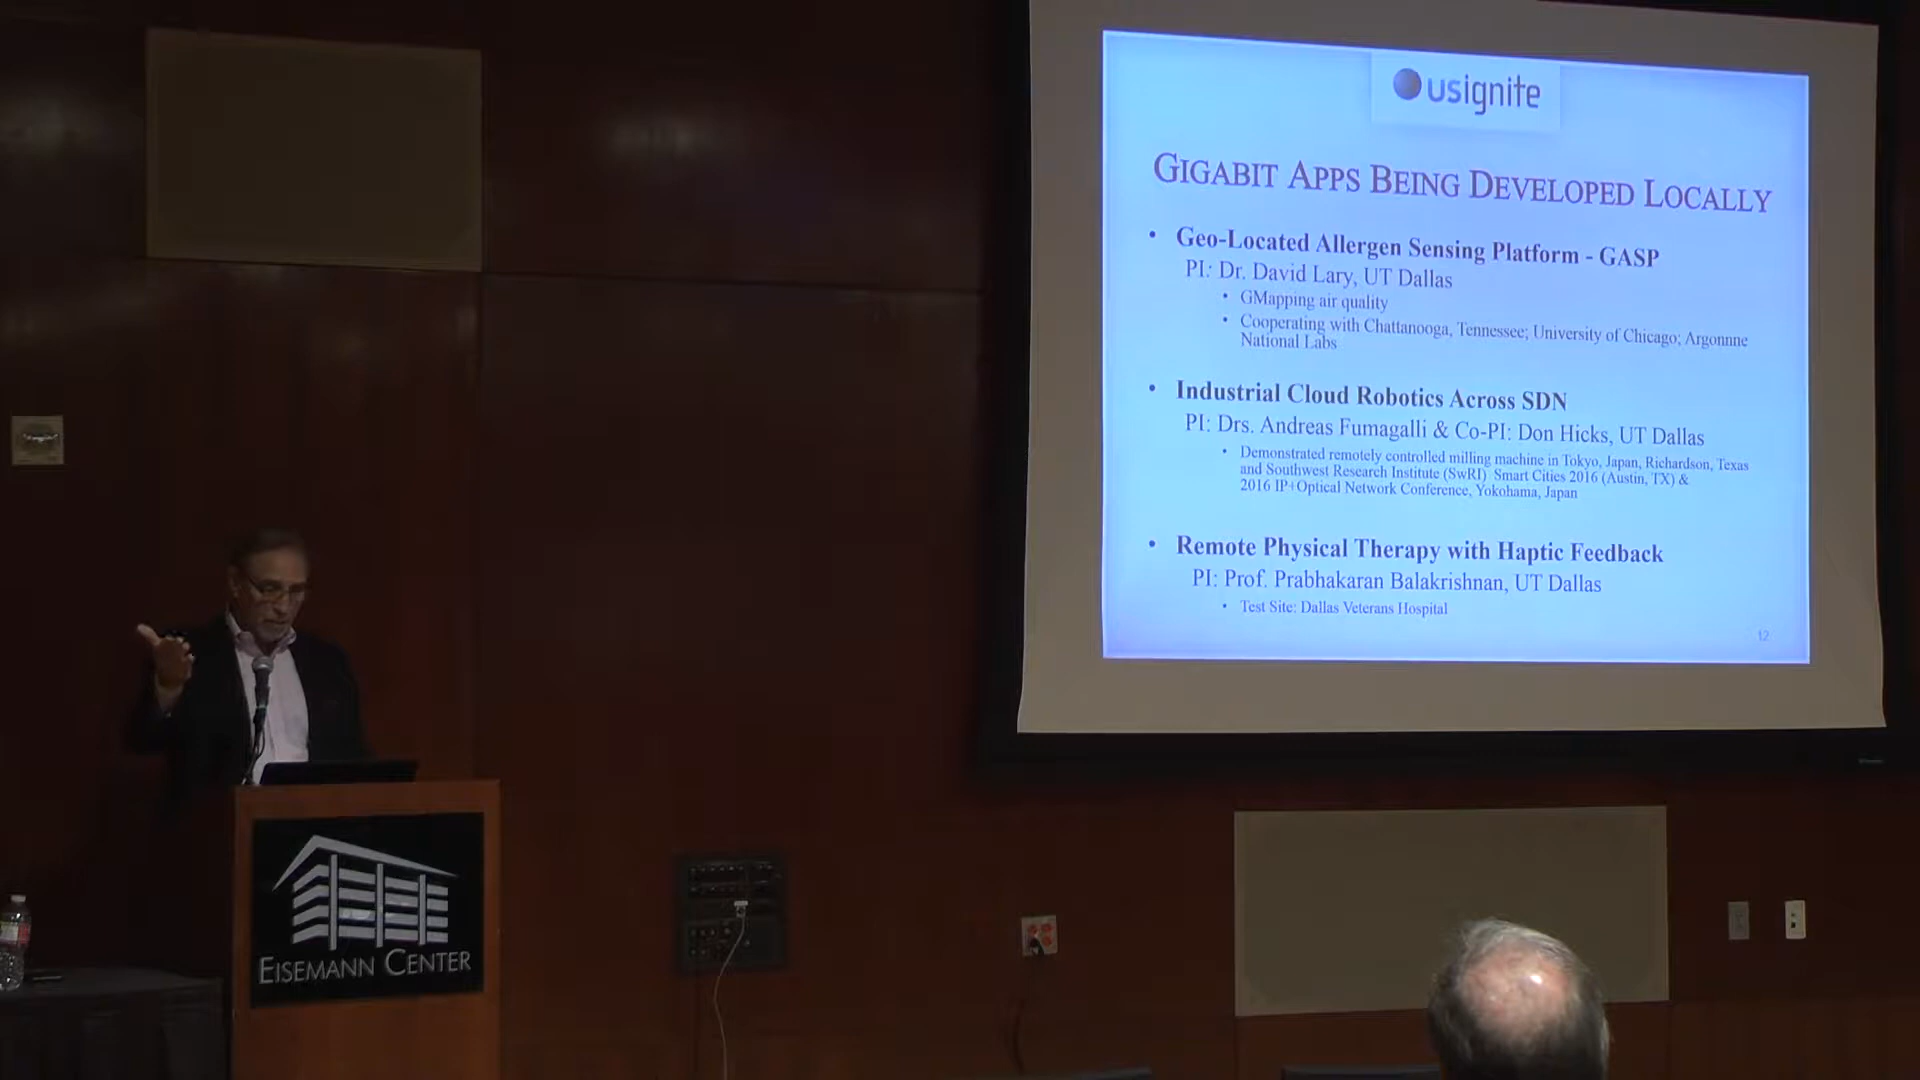 usignite
GIGABIT APPS BEING DEVELOPED LOCALLY
• Geo-Located Allergen Sensing Platform - GASP
PI: Dr. David Lary, UT Dallas
• GMapping air quality
• Cooperating with Chattanooga, Tennessee; University of Chicago; Argonnne
National Labs
• Industrial Cloud Robotics Across SDN
PI: Drs. Andreas Fumagalli & Co-PI: Don Hicks, UT Dallas
• Demonstrated remotely controlled milling machine in Tokyo, Japan, Richardson, Texas
and Southwest Research Institute (SwRI) Smart Cities 2016 (Austin, TX) &
2016 IP+Optical Network Conference, Yokohama, Japan
• Remote Physical Therapy with Haptic Feedback
PI: Prof. Prabhakaran Balakrishnan, UT Dallas
• Test Site: Dallas Veterans Hospital
12
EISEMANN CENTER